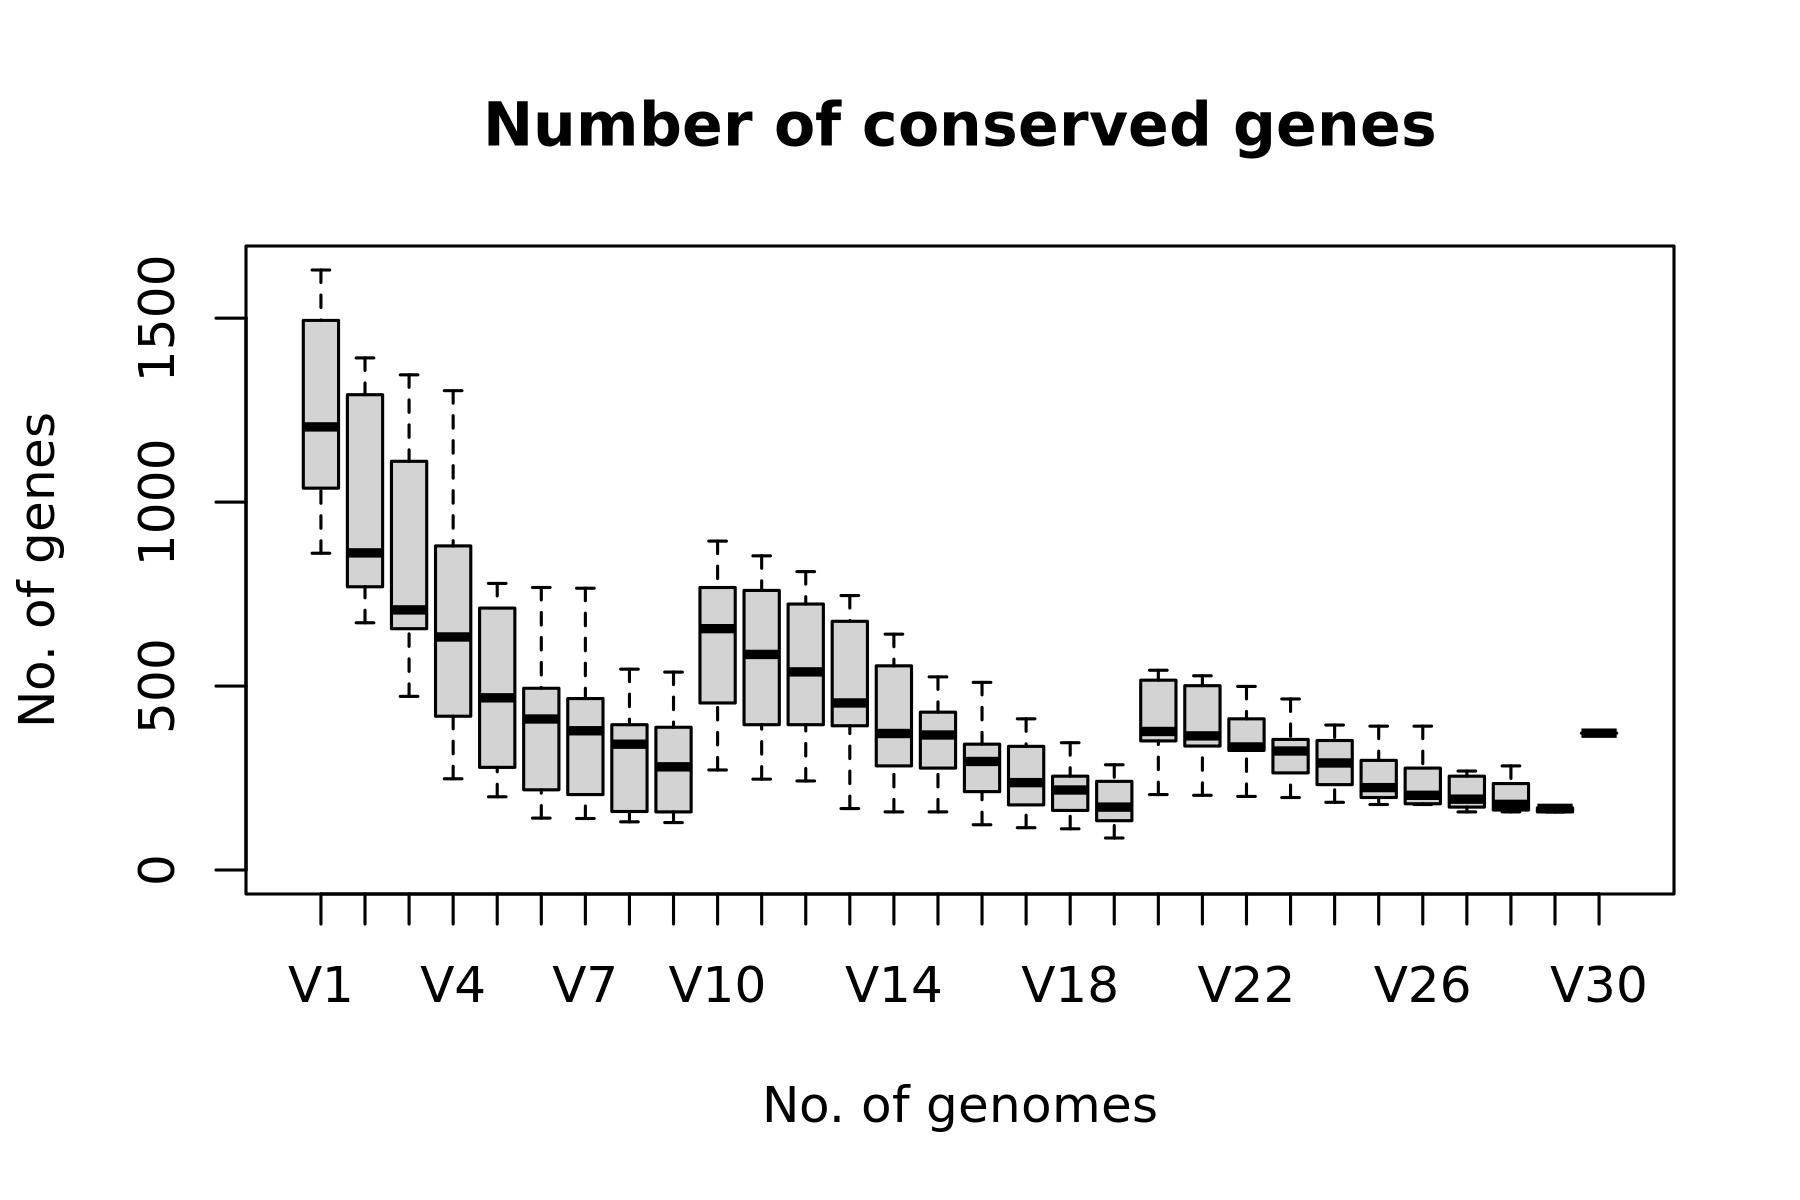 Number of conserved genes
No. of genes
1500
1000
500
0
V1 V4 V7 V10 V14 V18 V22 V26 V30
No. of genomes